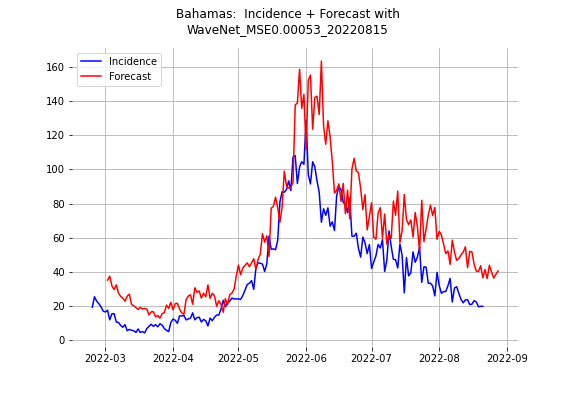 Bahamas:  Incidence + Forecast with
WaveNet_MSE0.00053_20220815
Incidence
Forecast
160
140
120
100
80
60
40
20
0
2022-03 2022-04 2022-05 2022-06 2022-07 2022-08 2022-09